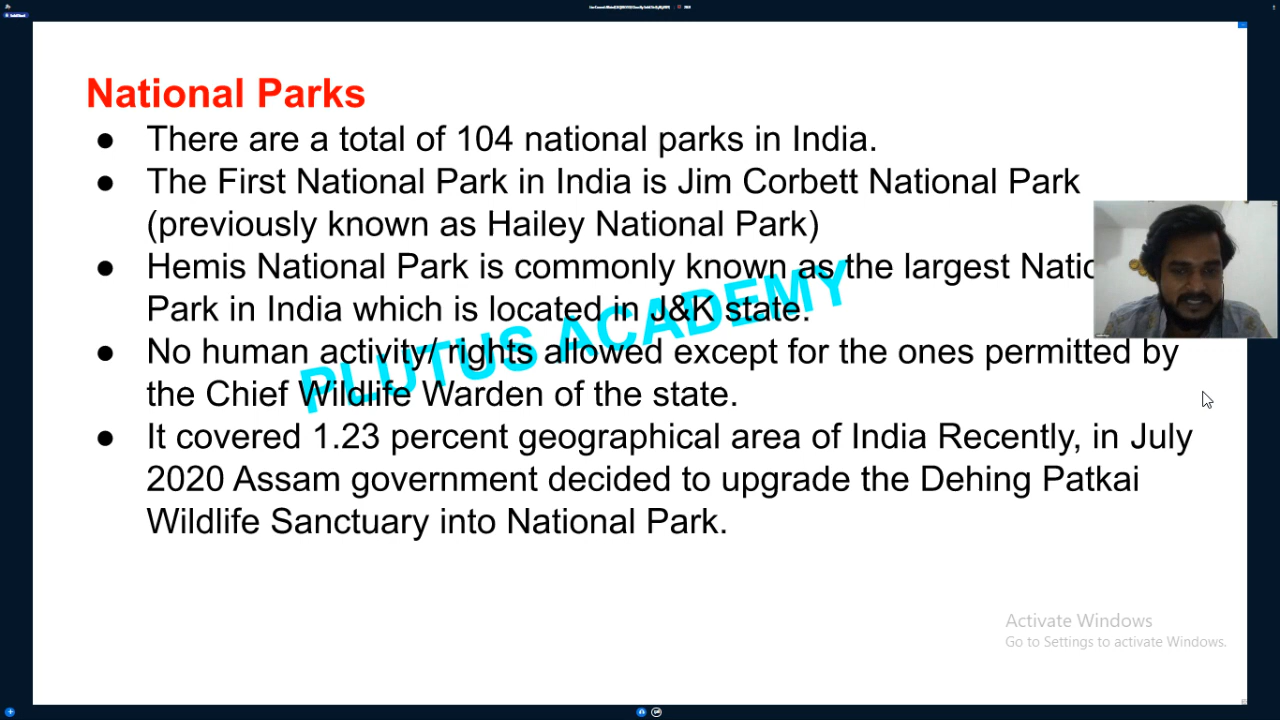 National Parks
● There are a total of 104 national parks in India.
● The First National Park in India is Jim Corbett National Park
(previously known as Hailey National Park)
● Hemis National Park is commonly known as the largest
Park in India which is located in J&K state.
● No human activity/ rights allowed except for the ones permitted by
the Chief Wildlife Warden of the state.
● It covered 1.23 percent geographical area of India Recently, in July
2020 Assam government decided to upgrade the Dehing Patkai
Wildlife Sanctuary into National Park.
PLUTUS ACADEMY
Activate Windows
Go to Settings to activate Windows.